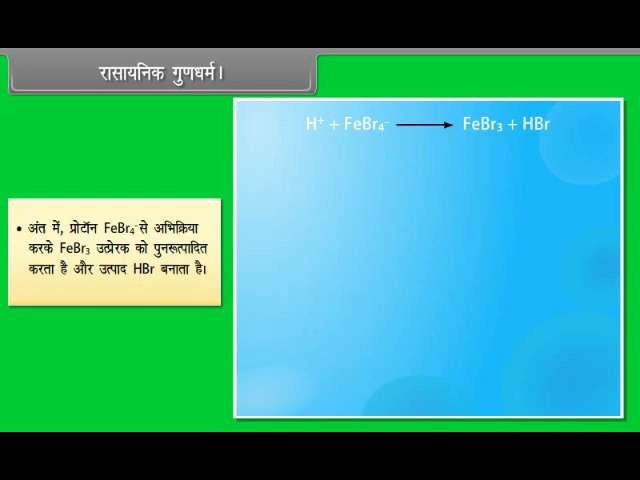 रासायनिक गुणधर्म।
H⁺ + FeBr₄⁻ ⟶ FeBr₃ + HBr
• अंत में, प्रोटॉन FeBr₄⁻ से अभिक्रिया
करके FeBr₃ उत्प्रेरक को पुनरूत्पादित
करता है और उत्पाद HBr बनाता है।